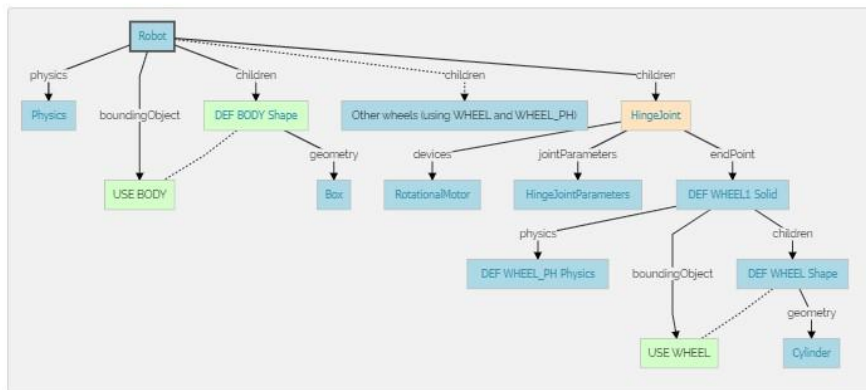 Robot
physics
children
children
children
boundingObject
Physics
DEF BODY Shape
Other wheels (using WHEEL and WHEEL_PH)
HingeJoint
geometry
devices
jointParameters
endPoint
USE BODY
Box
RotationalMotor
HingeJointParameters
DEF WHEEL1 Solid
physics
children
boundingObject
DEF WHEEL_PH Physics
DEF WHEEL Shape
geometry
USE WHEEL
Cylinder